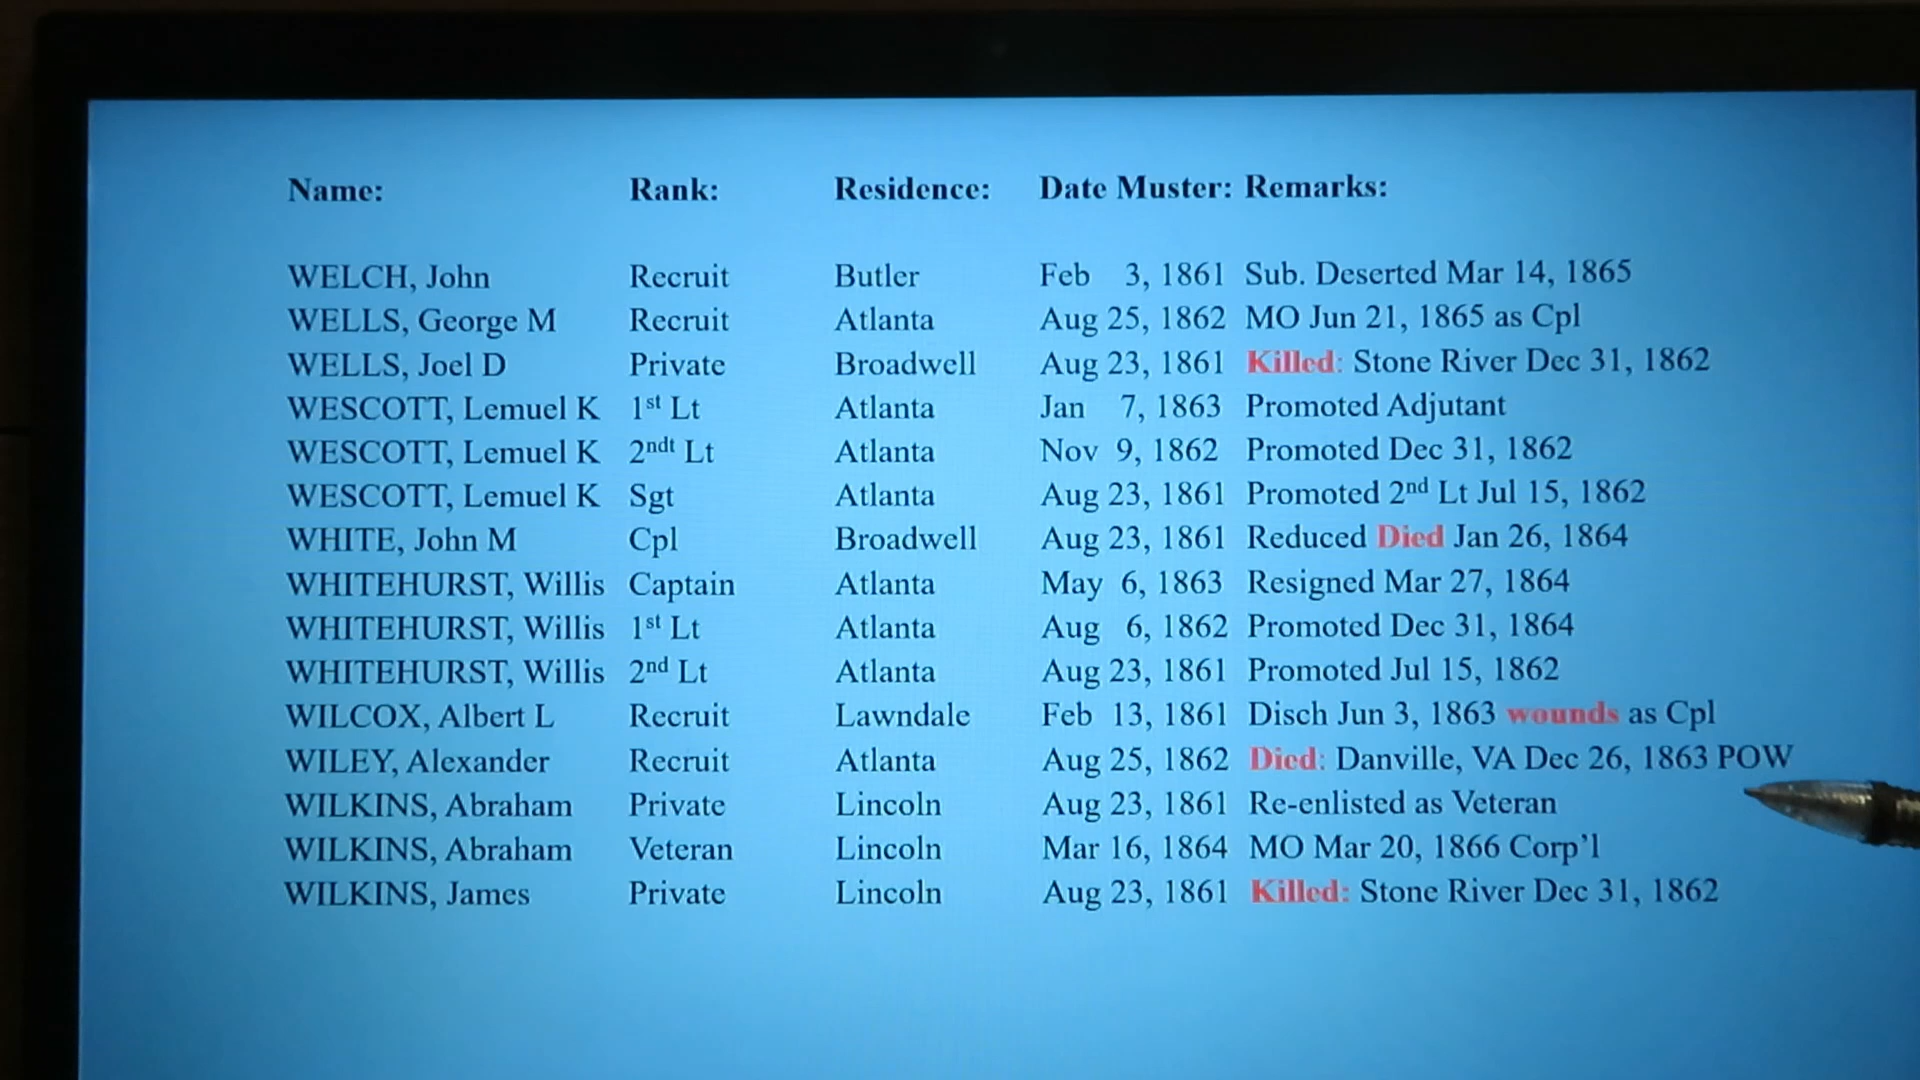 Name: Rank: Residence: Date Muster: Remarks:
WELCH, John Recruit Butler Feb 3, 1861 Sub. Deserted Mar 14, 1865
WELLS, George M Recruit Atlanta Aug 25, 1862 MO Jun 21, 1865 as Cpl
WELLS, Joel D Private Broadwell Aug 23, 1861 Killed: Stone River Dec 31, 1862
WESCOTT, Lemuel K 1st Lt Atlanta Jan 7, 1863 Promoted Adjutant
WESCOTT, Lemuel K 2ndt Lt Atlanta Nov 9, 1862 Promoted Dec 31, 1862
WESCOTT, Lemuel K Sgt Atlanta Aug 23, 1861 Promoted 2nd Lt Jul 15, 1862
WHITE, John M Cpl Broadwell Aug 23, 1861 Reduced Died Jan 26, 1864
WHITEHURST, Willis Captain Atlanta May 6, 1863 Resigned Mar 27, 1864
WHITEHURST, Willis 1st Lt Atlanta Aug 6, 1862 Promoted Dec 31, 1864
WHITEHURST, Willis 2nd Lt Atlanta Aug 23, 1861 Promoted Jul 15, 1862
WILCOX, Albert L Recruit Lawndale Feb 13, 1861 Disch Jun 3, 1863 wounds as Cpl
WILEY, Alexander Recruit Atlanta Aug 25, 1862 Died: Danville, VA Dec 26, 1863 POW
WILKINS, Abraham Private Lincoln Aug 23, 1861 Re-enlisted as Veteran
WILKINS, Abraham Veteran Lincoln Mar 16, 1864 MO Mar 20, 1866 Corp'l
WILKINS, James Private Lincoln Aug 23, 1861 Killed: Stone River Dec 31, 1862